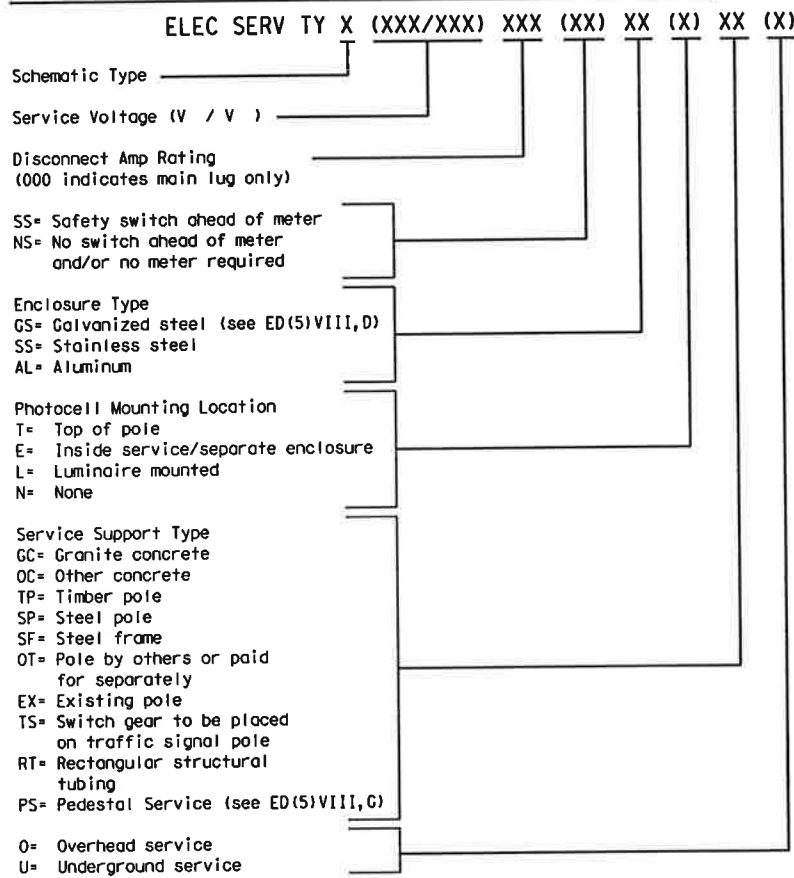 ELEC SERV TY X (XXX/XXX) XXX (XX) XX (X) XX (X)
Schematic Type
Service Voltage (V / V )
Disconnect Amp Rating
(000 indicates main lug only)
SS= Safety switch ahead of meter
NS= No switch ahead of meter
and/or no meter required
Enclosure Type
GS= Galvanized steel (see ED(5)VIII,D)
SS= Stainless steel
AL= Aluminum
Photocell Mounting Location
T= Top of pole
E= Inside service/separate enclosure
L= Luminaire mounted
N= None
Service Support Type
GC= Granite concrete
OC= Other concrete
TP= Timber pole
SP= Steel pole
SF= Steel frame
OT= Pole by others or paid
for separately
EX= Existing pole
TS= Switch gear to be placed
on traffic signal pole
RT= Rectangular structural
tubing
PS= Pedestal Service (see ED(5)VIII,G)
O= Overhead service
U= Underground service